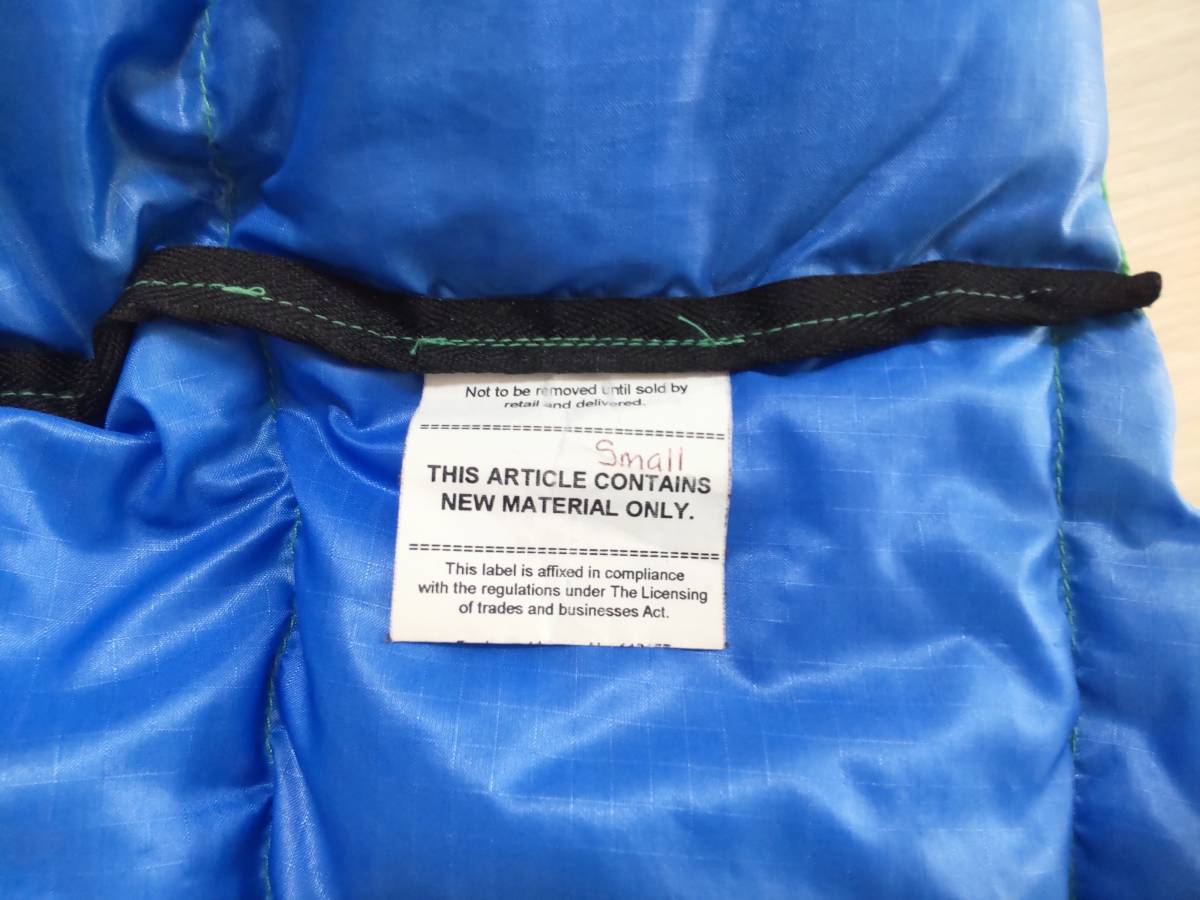 Not to be removed until sold by
retail and delivered.
==============================
Small
THIS ARTICLE CONTAINS
NEW MATERIAL ONLY.
==============================
This label is affixed in compliance
with the regulations under The Licensing
of trades and businesses Act.